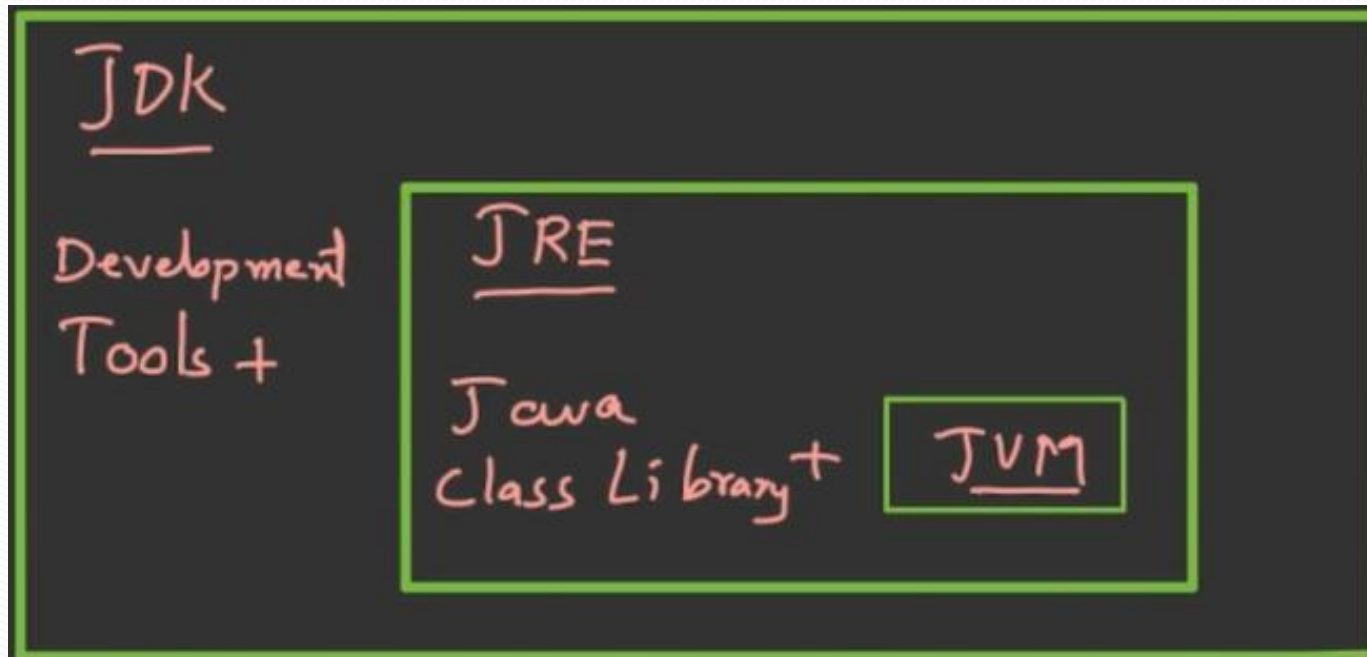 JDK
Development
Tools +
JRE
Java
Class Library +
JVM